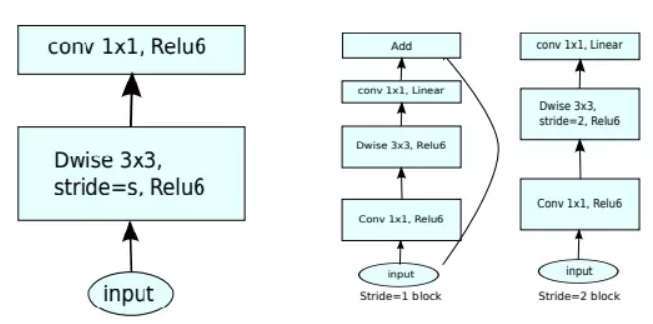 conv 1x1, Relu6
Dwise 3x3,
stride=s, Relu6
input
Add
conv 1x1, Linear
Dwise 3x3, Relu6
Conv 1x1, Relu6
input
Stride=1 block
conv 1x1, Linear
Dwise 3x3,
stride=2, Relu6
Conv 1x1, Relu6
input
Stride=2 block